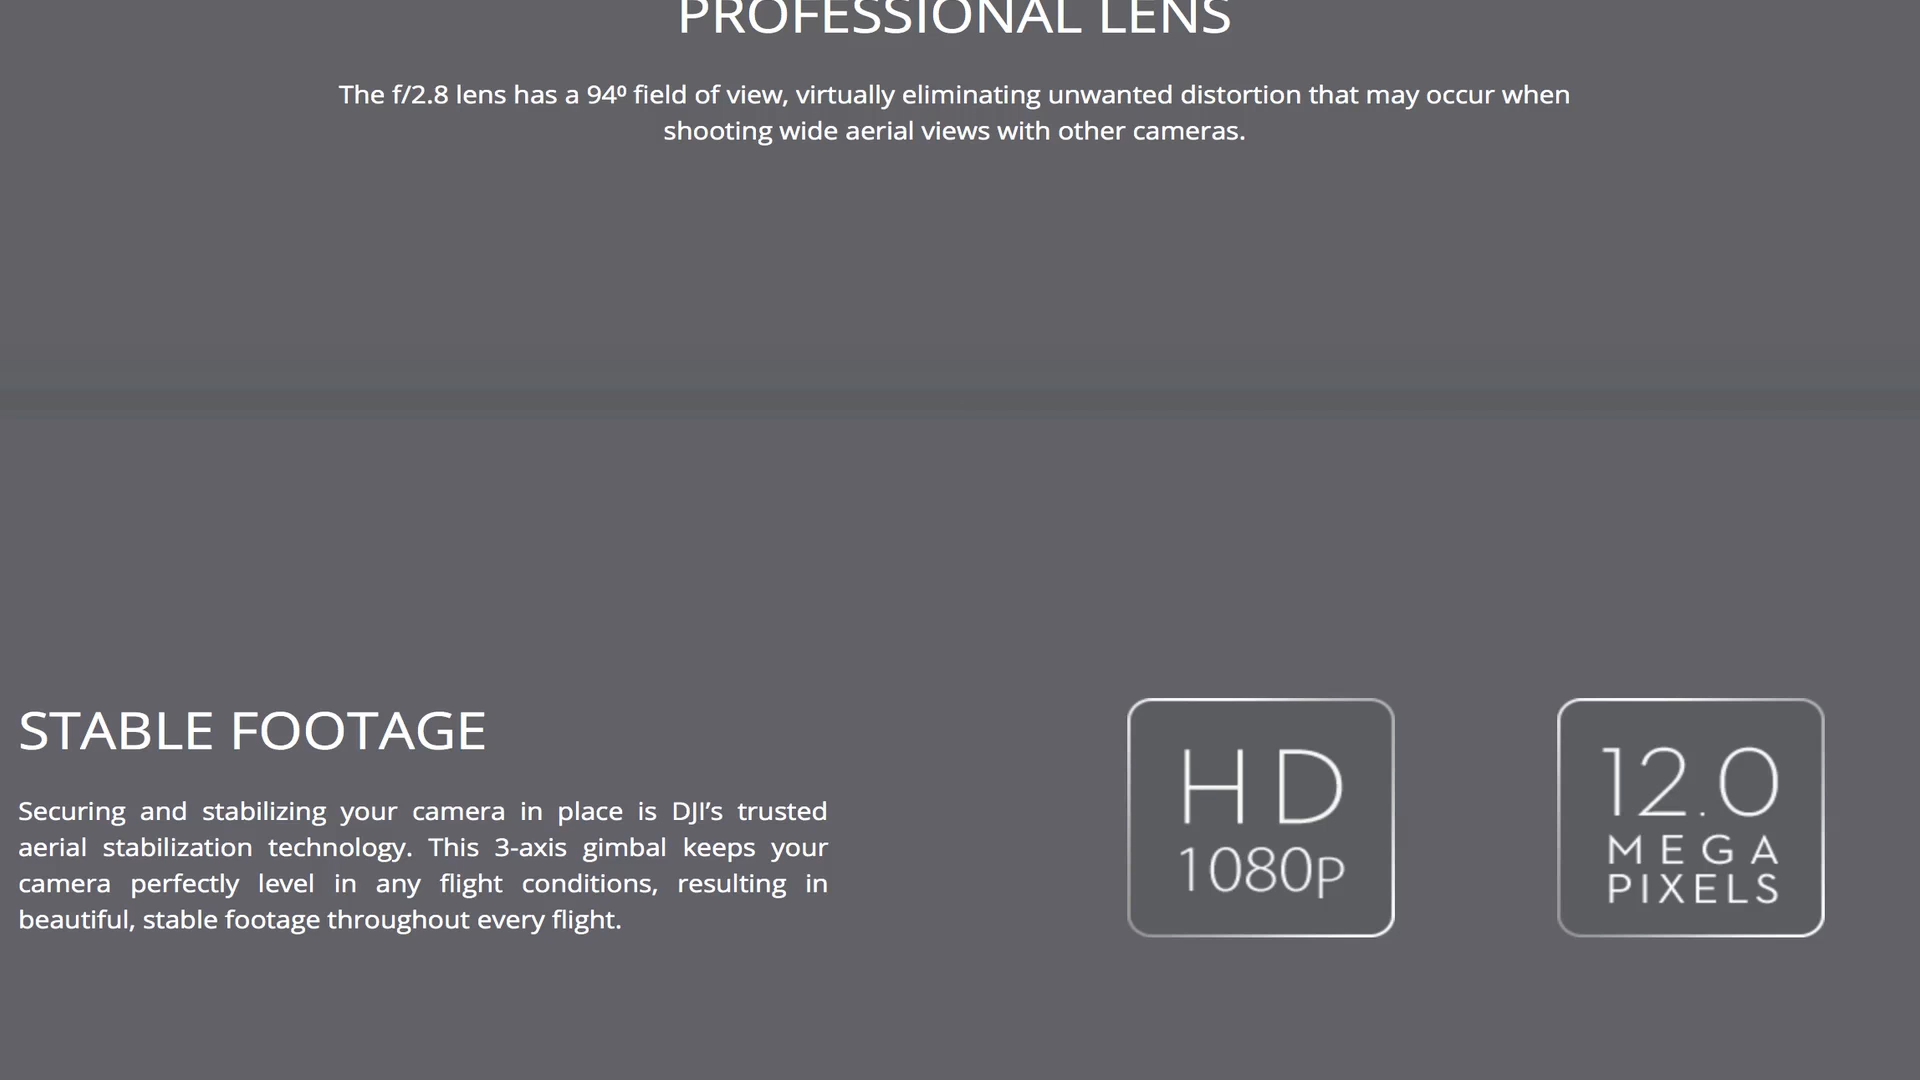 PROFESSIONAL LENS
The f/2.8 lens has a 94º field of view, virtually eliminating unwanted distortion that may occur when
shooting wide aerial views with other cameras.
STABLE FOOTAGE
Securing and stabilizing your camera in place is DJI’s trusted
aerial stabilization technology. This 3-axis gimbal keeps your
camera perfectly level in any flight conditions, resulting in
beautiful, stable footage throughout every flight.
HD
1080P
12.0
MEGA
PIXELS